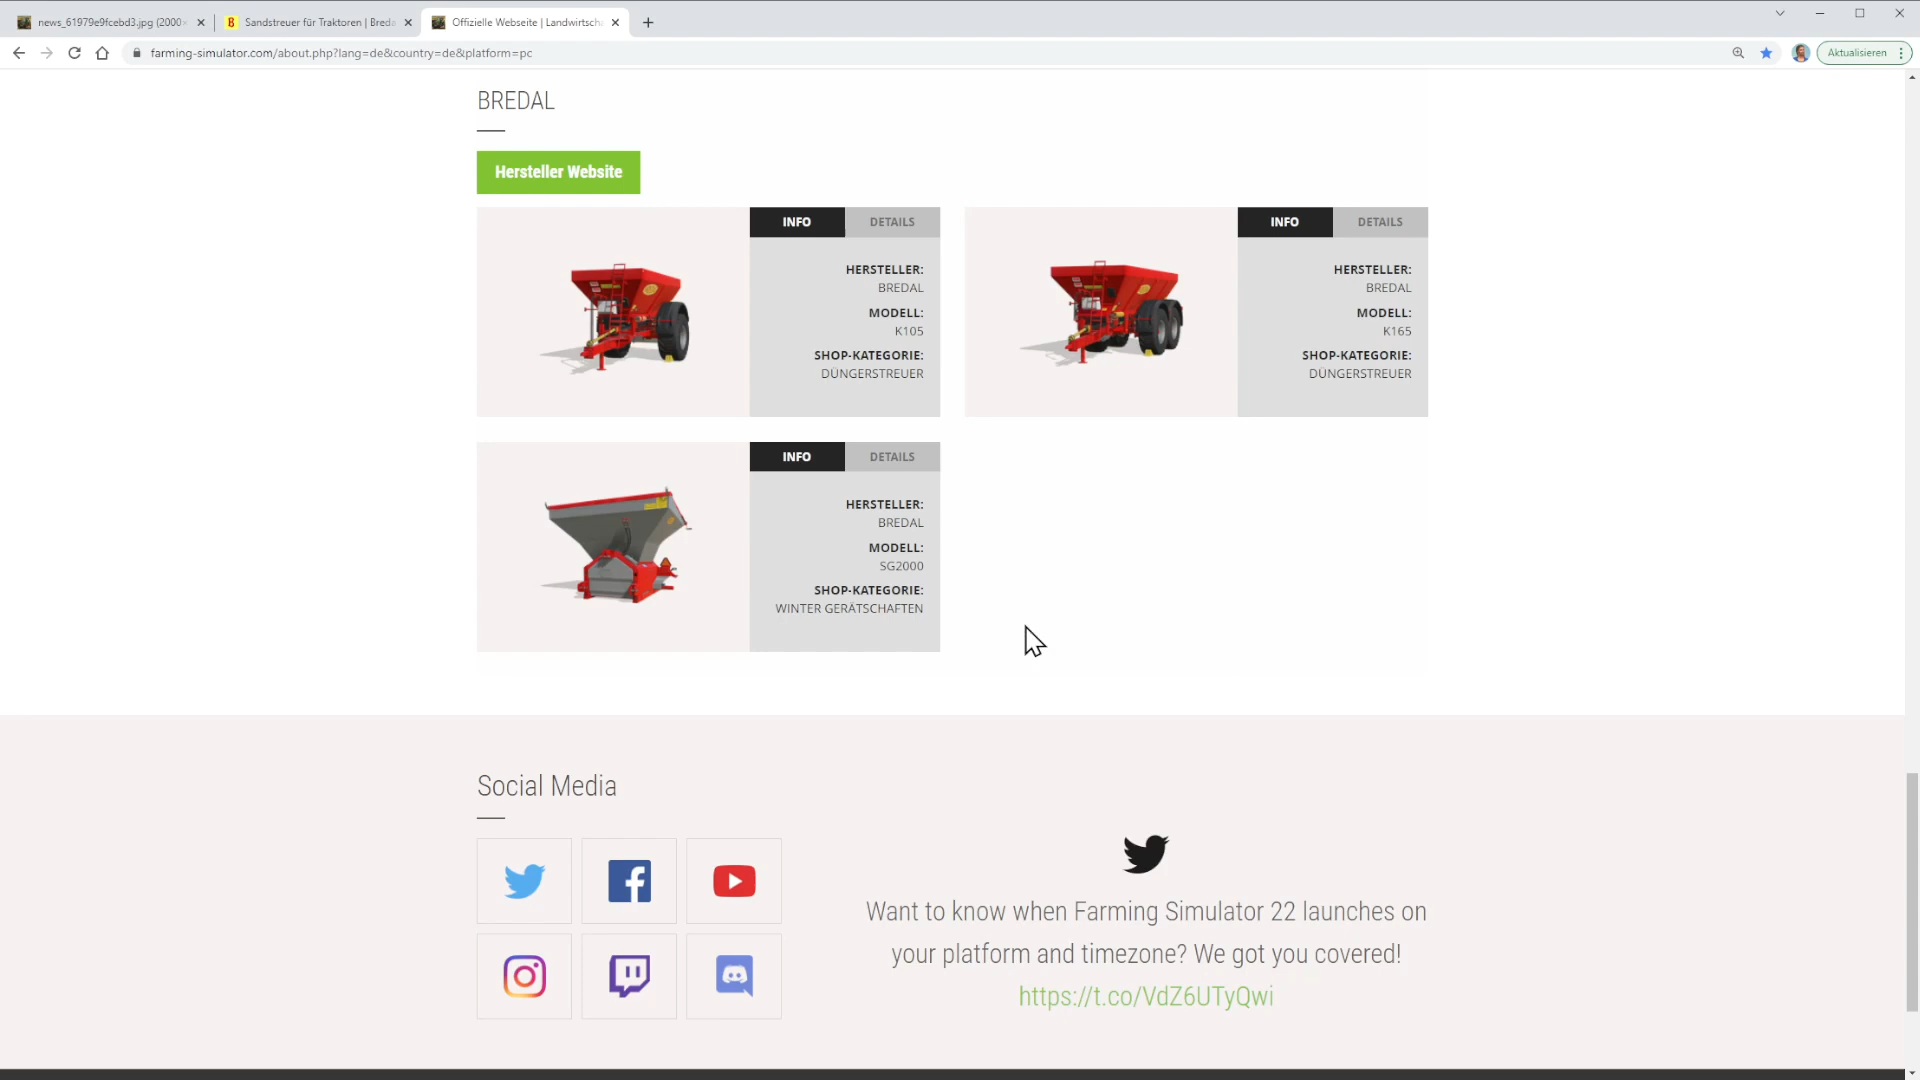 news_61979e9fcebd3.jpg (2000×
Sandstreuer für Traktoren | Breda
Offizielle Webseite | Landwirtscha
farming-simulator.com/about.php?lang=de&country=de&platform=pc
Aktualisieren
BREDAL
Hersteller Website
INFO
DETAILS
HERSTELLER:
BREDAL
MODELL:
K105
SHOP-KATEGORIE:
DÜNGERSTREUER
INFO
DETAILS
HERSTELLER:
BREDAL
MODELL:
K165
SHOP-KATEGORIE:
DÜNGERSTREUER
INFO
DETAILS
HERSTELLER:
BREDAL
MODELL:
SG2000
SHOP-KATEGORIE:
WINTER GERÄTSCHAFTEN
Social Media
Want to know when Farming Simulator 22 launches on
your platform and timezone? We got you covered!
https://t.co/VdZ6UTyQwi